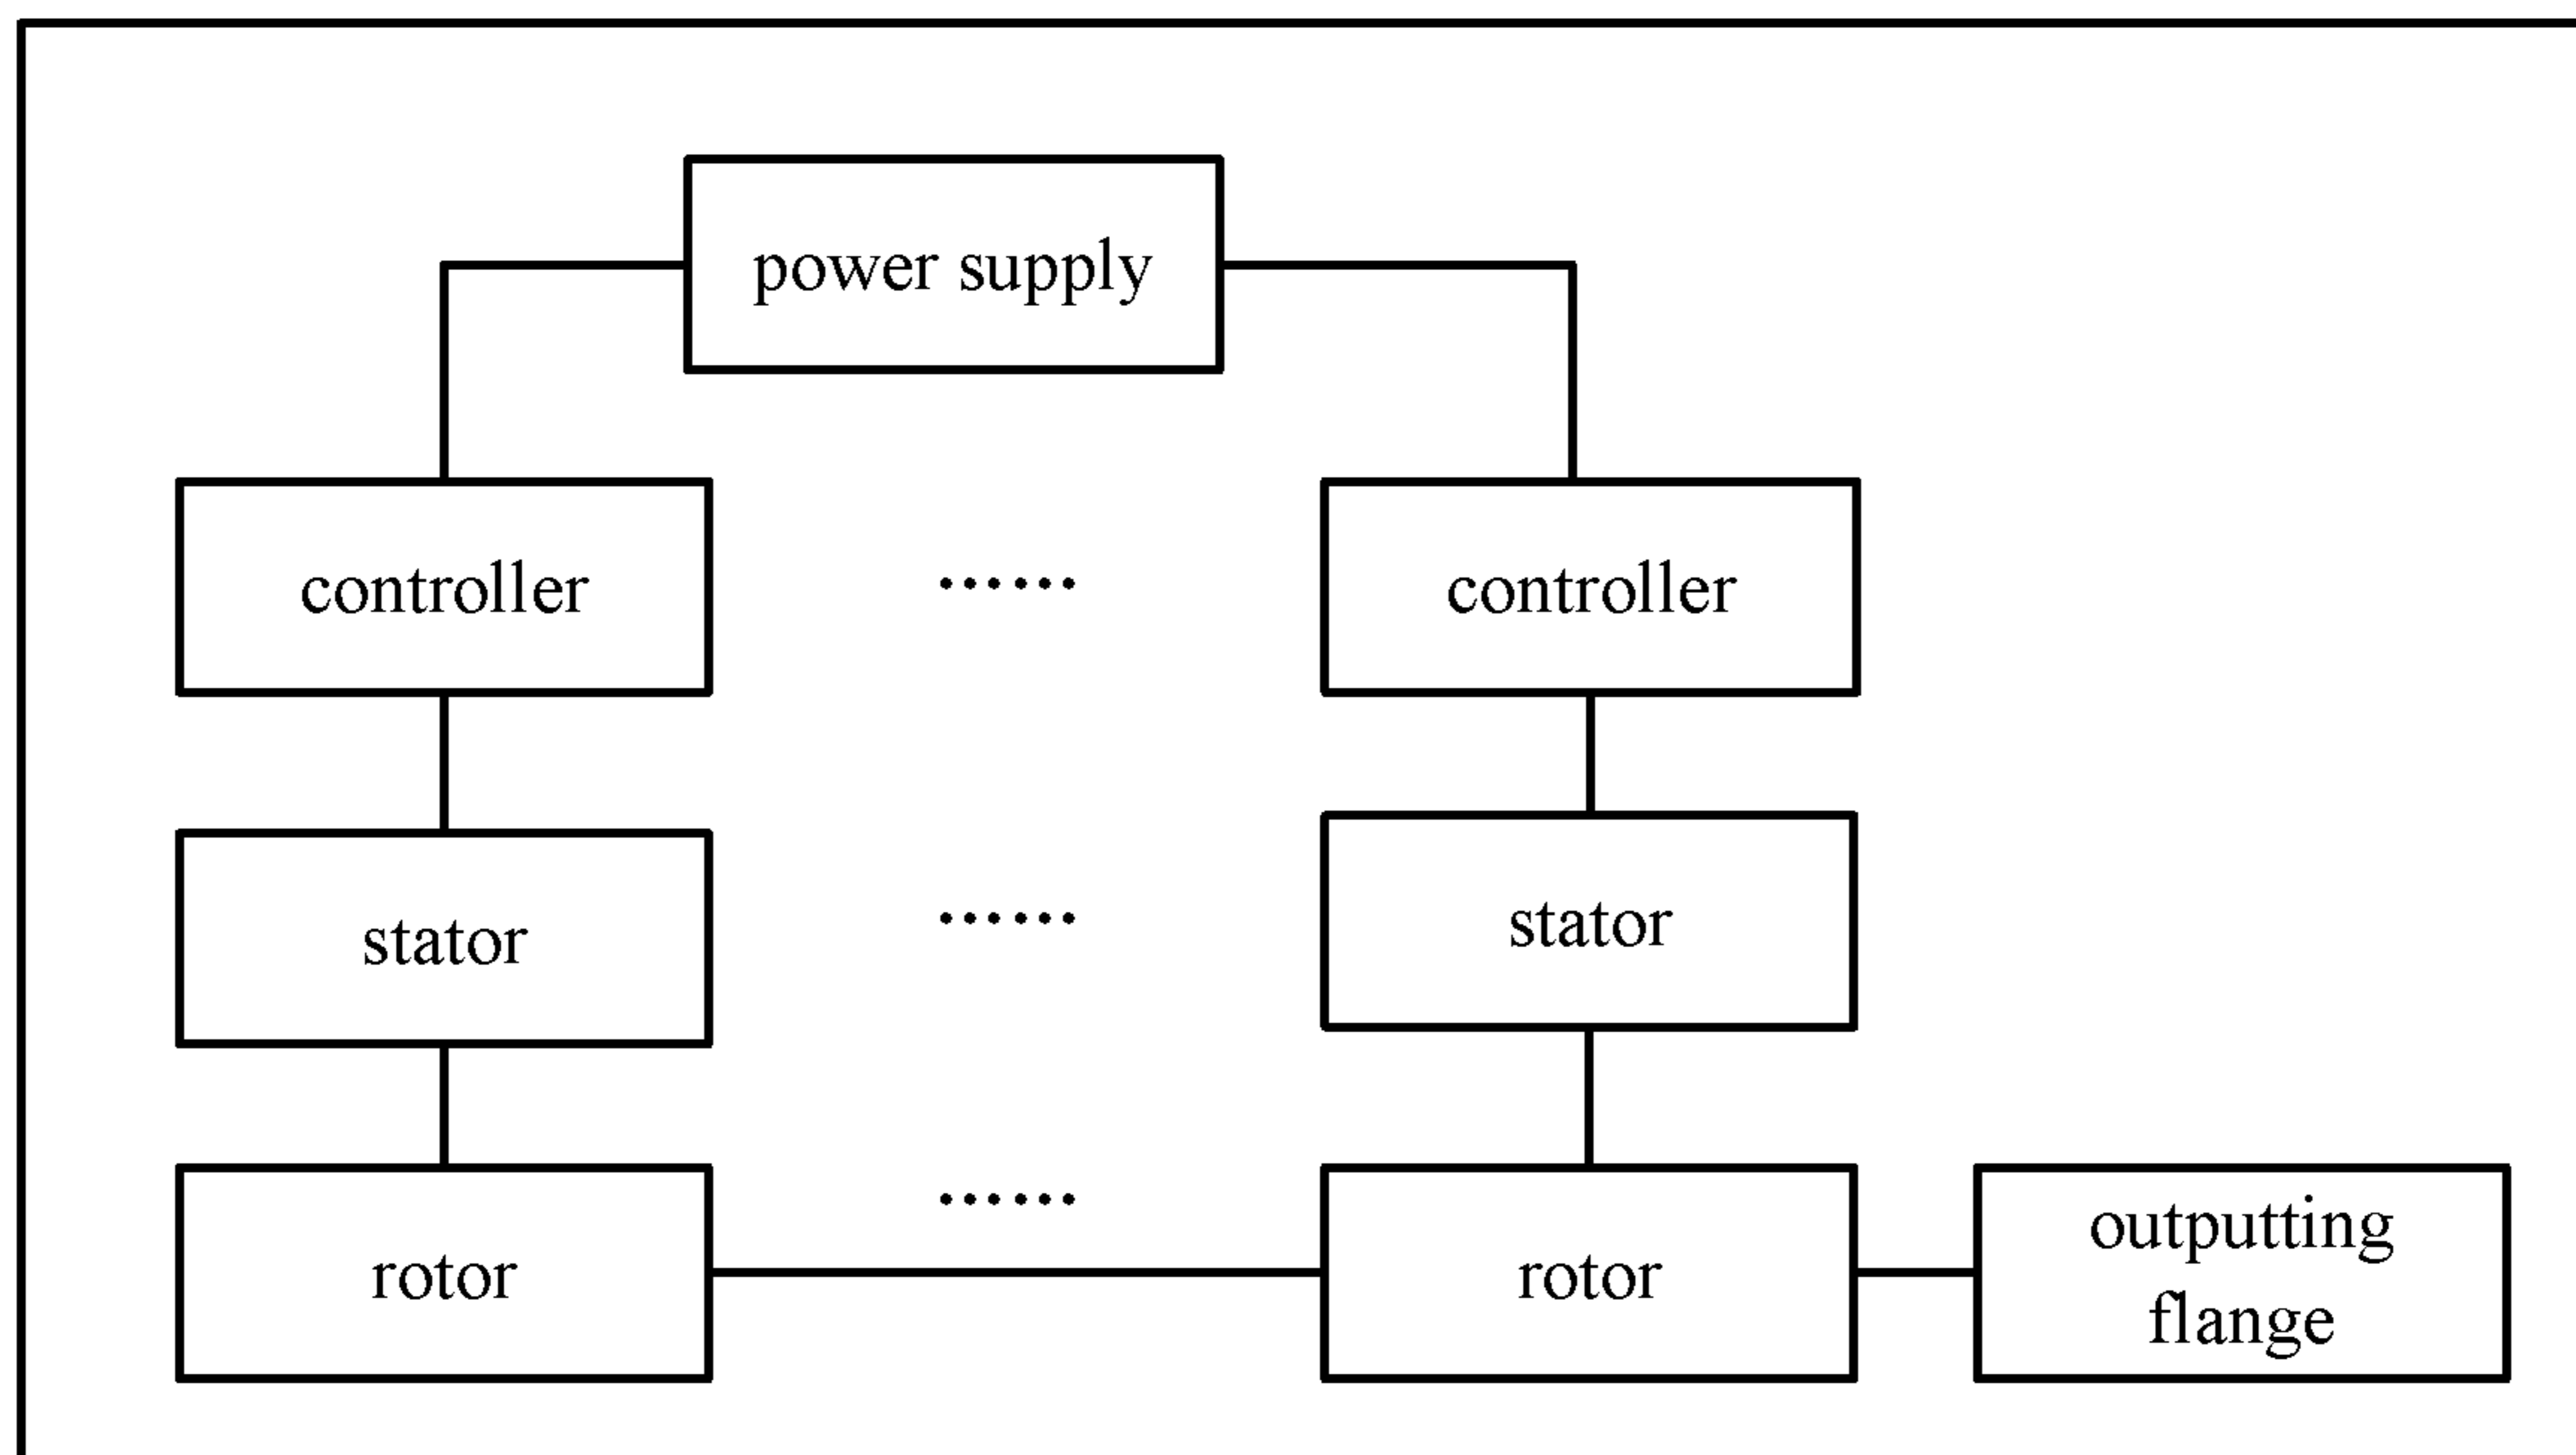 power supply
controller
......
controller
stator
......
stator
rotor
......
rotor
outputting
flange